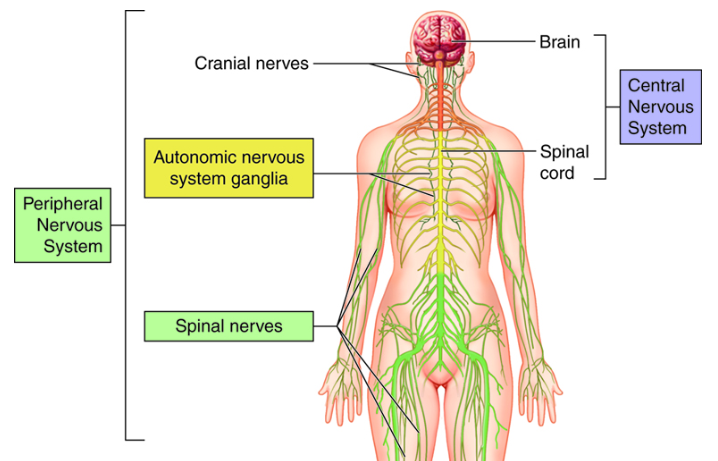 Brain
Cranial nerves
Central
Nervous
System
Autonomic nervous
system ganglia
Spinal
cord
Peripheral
Nervous
System
Spinal nerves